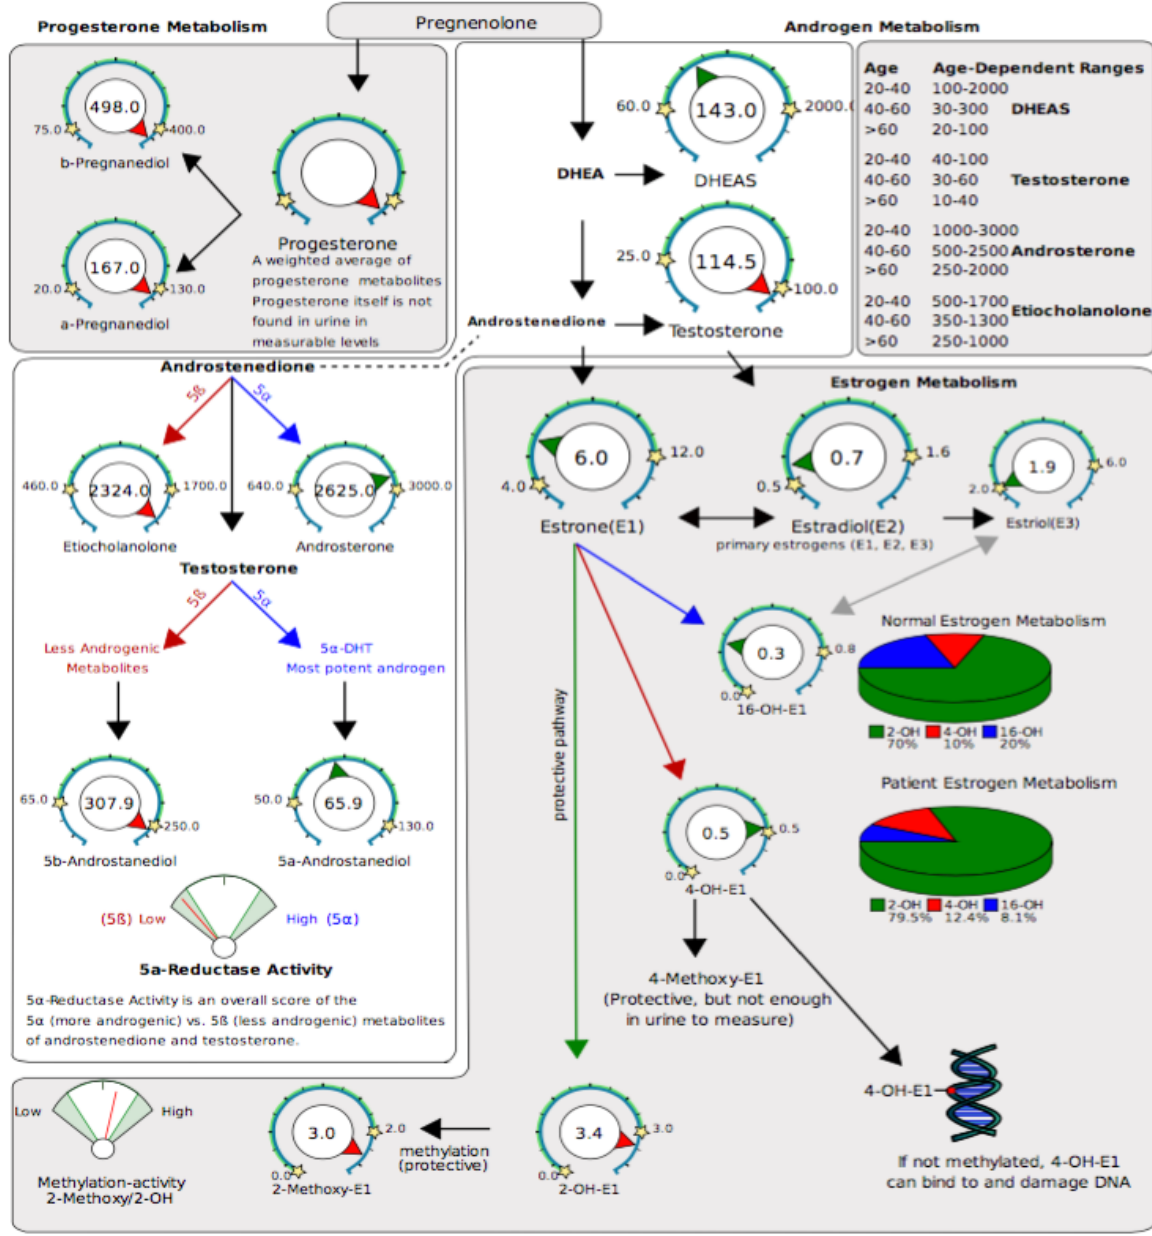 Progesterone Metabolism
Pregnenolone
Androgen Metabolism
498.0
75.0
400.0
b-Pregnanediol
167.0
20.0
130.0
a-Pregnanediol
Progesterone
A weighted average of
progesterone metabolites
Progesterone itself is not
found in urine in
measurable levels
DHEA
Androstenedione
60.0
143.0
2000.0
DHEAS
25.0
114.5
100.0
Testosterone
Age Age-Dependent Ranges
20-40 100-2000
40-60 30-300 DHEAS
>60 20-100
20-40 40-100
40-60 30-60 Testosterone
>60 10-40
20-40 1000-3000
40-60 500-2500 Androsterone
>60 250-2000
20-40 500-1700
40-60 350-1300 Etiocholanolone
>60 250-1000
Androstenedione
5ß
5α
460.0
2324.0
1700.0
Etiocholanolone
640.0
2625.0
3000.0
Androsterone
Testosterone
5ß
5α
Less Androgenic
Metabolites
5α-DHT
Most potent androgen
65.0
307.9
250.0
5b-Androstanediol
50.0
65.9
130.0
5a-Androstanediol
(5ß) Low
High (5α)
5a-Reductase Activity
5α-Reductase Activity is an overall score of the
5α (more androgenic) vs. 5ß (less androgenic) metabolites
of androstenedione and testosterone.
Estrogen Metabolism
4.0
6.0
12.0
Estrone(E1)
0.5
0.7
1.6
Estradiol(E2)
2.0
1.9
6.0
Estriol(E3)
primary estrogens (E1, E2, E3)
0.0
0.3
0.8
16-OH-E1
protective pathway
0.0
0.5
0.5
4-OH-E1
Normal Estrogen Metabolism
2-OH 4-OH 16-OH
70% 10% 20%
Patient Estrogen Metabolism
2-OH 4-OH 16-OH
79.5% 12.4% 8.1%
4-Methoxy-E1
(Protective, but not enough
in urine to measure)
4-OH-E1
If not methylated, 4-OH-E1
can bind to and damage DNA
Low
High
Methylation-activity
2-Methoxy/2-OH
0.0
3.0
2.0
2-Methoxy-E1
methylation
(protective)
0.0
3.4
3.0
2-OH-E1